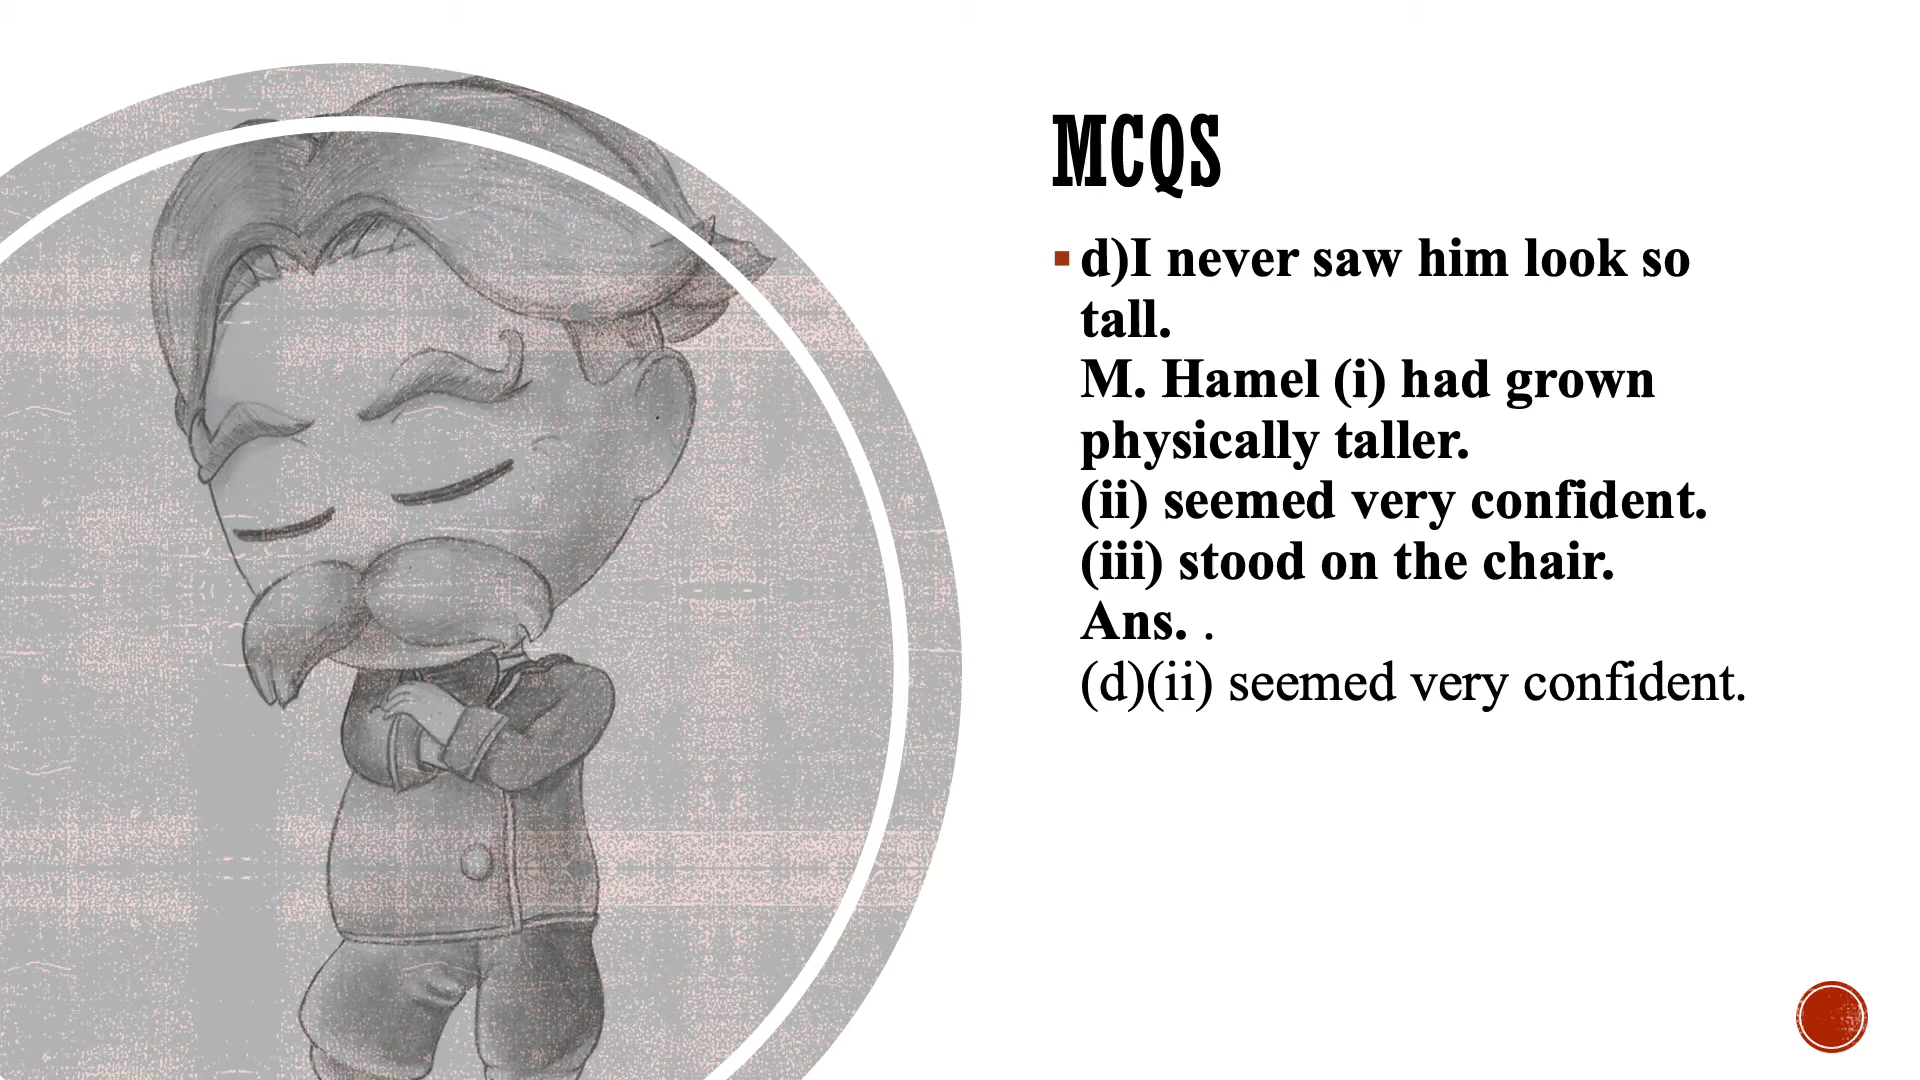 MCQS
d)I never saw him look so
tall.
M. Hamel (i) had grown
physically taller.
(ii) seemed very confident.
(iii) stood on the chair.
Ans. .
(d)(ii) seemed very confident.